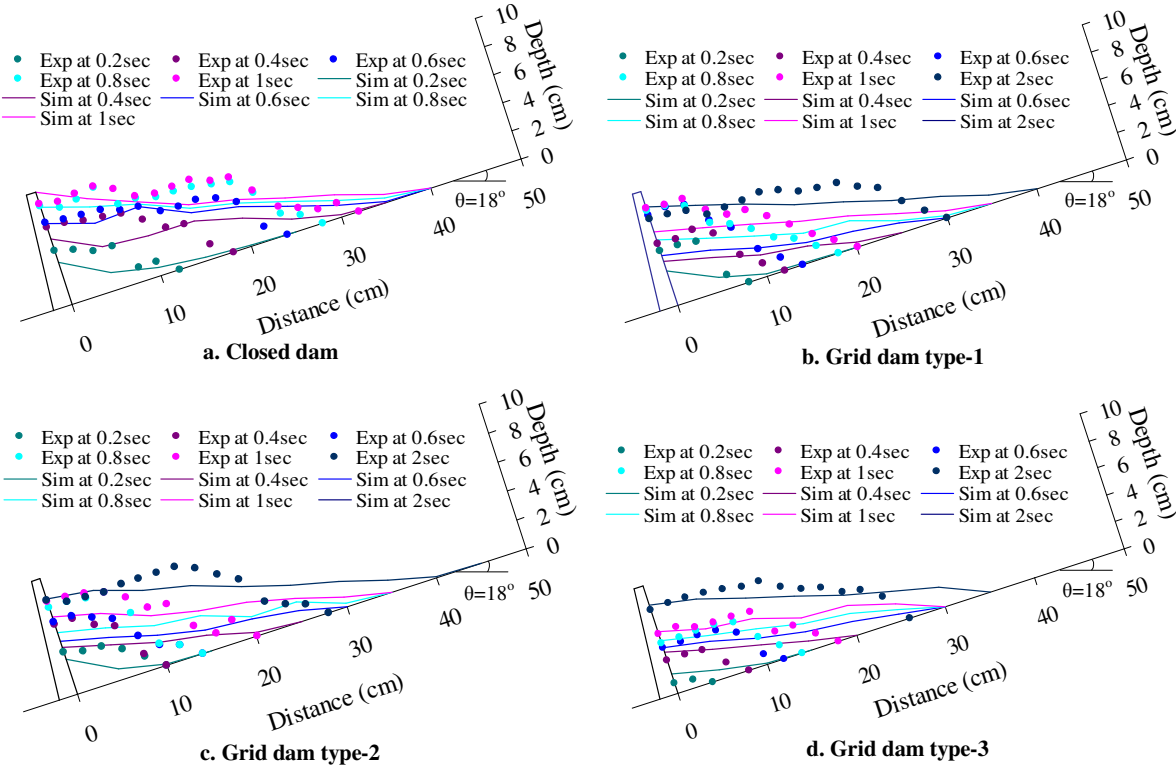 10
8
6
4
2
0
Depth (cm)
Exp at 0.2sec Exp at 0.4sec Exp at 0.6sec
Exp at 0.8sec Exp at 1sec Sim at 0.2sec
Sim at 0.4sec Sim at 0.6sec Sim at 0.8sec
Sim at 1sec
θ=18°
50
40
30
20
10
0
Distance (cm)
a. Closed dam
10
8
6
4
2
0
Depth (cm)
Exp at 0.2sec Exp at 0.4sec Exp at 0.6sec
Exp at 0.8sec Exp at 1sec Exp at 2sec
Sim at 0.2sec Sim at 0.4sec Sim at 0.6sec
Sim at 0.8sec Sim at 1sec Sim at 2sec
θ=18°
50
40
30
20
10
0
Distance (cm)
b. Grid dam type-1
10
8
6
4
2
0
Depth (cm)
Exp at 0.2sec Exp at 0.4sec Exp at 0.6sec
Exp at 0.8sec Exp at 1sec Exp at 2sec
Sim at 0.2sec Sim at 0.4sec Sim at 0.6sec
Sim at 0.8sec Sim at 1sec Sim at 2sec
θ=18°
50
40
30
20
10
0
Distance (cm)
c. Grid dam type-2
10
8
6
4
2
0
Depth (cm)
Exp at 0.2sec Exp at 0.4sec Exp at 0.6sec
Exp at 0.8sec Exp at 1sec Exp at 2sec
Sim at 0.2sec Sim at 0.4sec Sim at 0.6sec
Sim at 0.8sec Sim at 1sec Sim at 2sec
θ=18°
50
40
30
20
10
0
Distance (cm)
d. Grid dam type-3